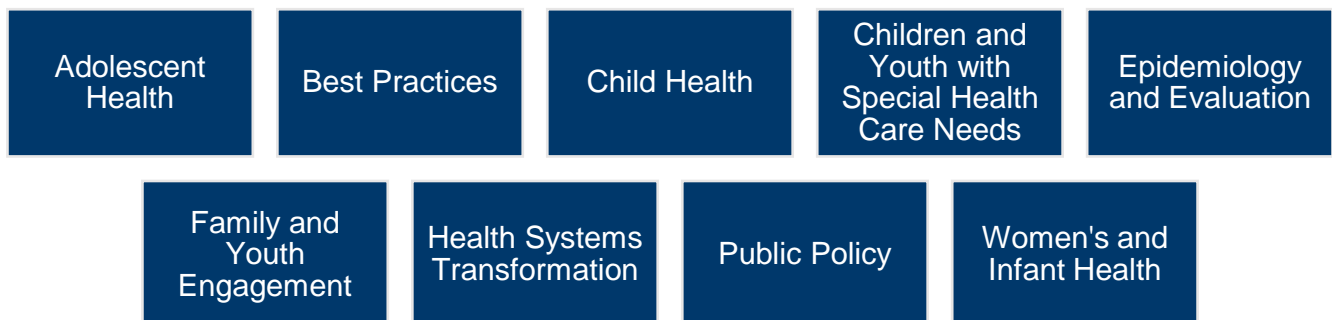 Adolescent
Health
Best Practices
Child Health
Children and
Youth with
Special Health
Care Needs
Epidemiology
and Evaluation
Family and
Youth
Engagement
Health Systems
Transformation
Public Policy
Women's and
Infant Health